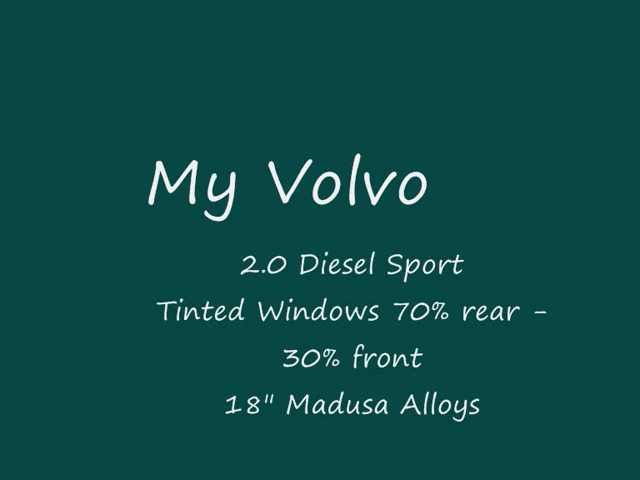 My Volvo
2.0 Diesel Sport
Tinted Windows 70% rear -
30% front
18" Madusa Alloys